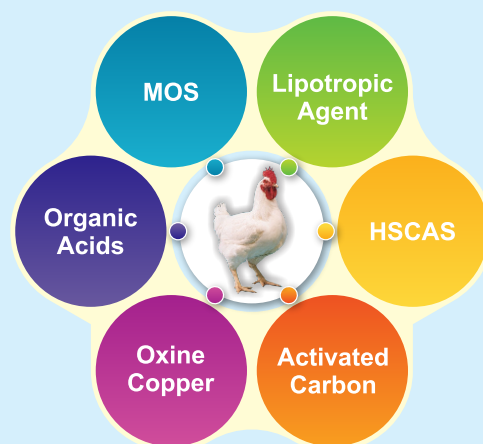 MOS
Lipotropic
Agent
Organic
Acids
HSCAS
Oxine
Copper
Activated
Carbon